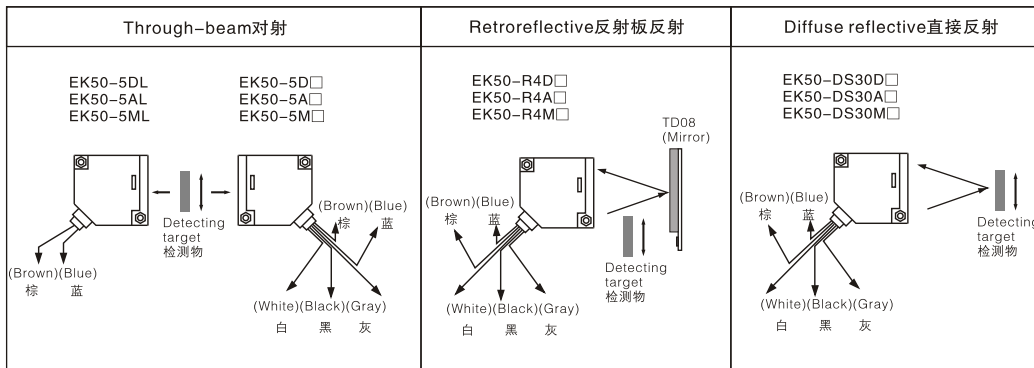 Through-beam对射
EK50-5DL
EK50-5AL
EK50-5ML
EK50-5D□
EK50-5A□
EK50-5M□
Detecting
target
检测物
(Brown)(Blue)
棕 蓝
(Brown)(Blue)
棕 蓝
(White)(Black)(Gray)
白 黑 灰
Retroreflective反射板反射
EK50-R4D□
EK50-R4A□
EK50-R4M□
TD08
(Mirror)
(Brown)(Blue)
棕 蓝
Detecting
target
检测物
(White)(Black)(Gray)
白 黑 灰
Diffuse reflective直接反射
EK50-DS30D□
EK50-DS30A□
EK50-DS30M□
(Brown)(Blue)
棕 蓝
Detecting
target
检测物
(White)(Black)(Gray)
白 黑 灰